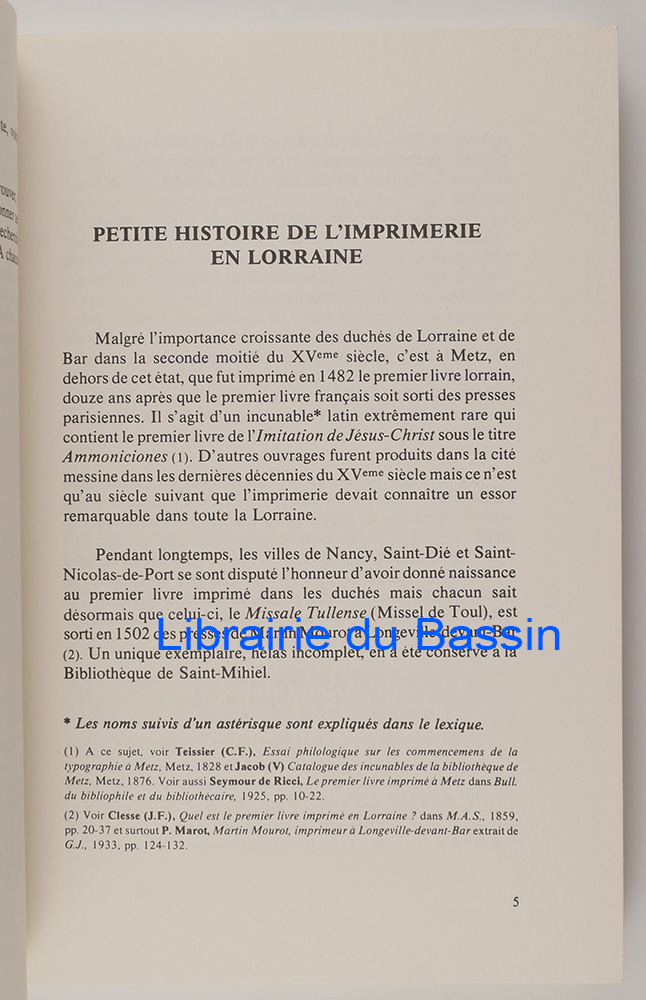 te, 
PETITE HISTOIRE DE L'IMPRIMERIE
EN LORRAINE
Malgré l'importance croissante des duchés de Lorraine et de
Bar dans la seconde moitié du XVeme siècle, c'est à Metz, en
dehors de cet état, que fut imprimé en 1482 le premier livre lorrain,
douze ans après que le premier livre français soit sorti des presses
parisiennes. Il s'agit d'un incunable* latin extrêmement rare qui
contient le premier livre de l'Imitation de Jésus-Christ sous le titre
Ammoniciones (1). D'autres ouvrages furent produits dans la cité
messine dans les dernières décennies du XVeme siècle mais ce n'est
qu'au siècle suivant que l'imprimerie devait connaître un essor
remarquable dans toute la Lorraine.
Pendant longtemps, les villes de Nancy, Saint-Dié et Saint-
Nicolas-de-Port se sont disputé l'honneur d'avoir donné naissance
au premier livre imprimé dans les duchés mais chacun sait
désormais que celui-ci, le Missale Tullense (Missel de Toul), est
sorti en 1502 des presses de Martin Mourot à Longeville-devant-Bar
Librairie du Bassin
(2). Un unique exemplaire, hélas incomplet, en a été conservé à la
Bibliothèque de Saint-Mihiel.
* Les noms suivis d'un astérisque sont expliqués dans le lexique.
(1) A ce sujet, voir Teissier (C.F.), Essai philologique sur les commencemens de la
typographie à Metz, Metz, 1828 et Jacob (V) Catalogue des incunables de la bibliothèque de
Metz, Metz, 1876. Voir aussi Seymour de Ricci, Le premier livre imprimé à Metz dans Bull.
du bibliophile et du bibliothécaire, 1925, pp. 10-22.
(2) Voir Clesse (J.F.), Quel est le premier livre imprimé en Lorraine ? dans M.A.S., 1859,
pp. 20-37 et surtout P. Marot, Martin Mourot, imprimeur à Longeville-devant-Bar extrait de
G.J., 1933, pp. 124-132.
5